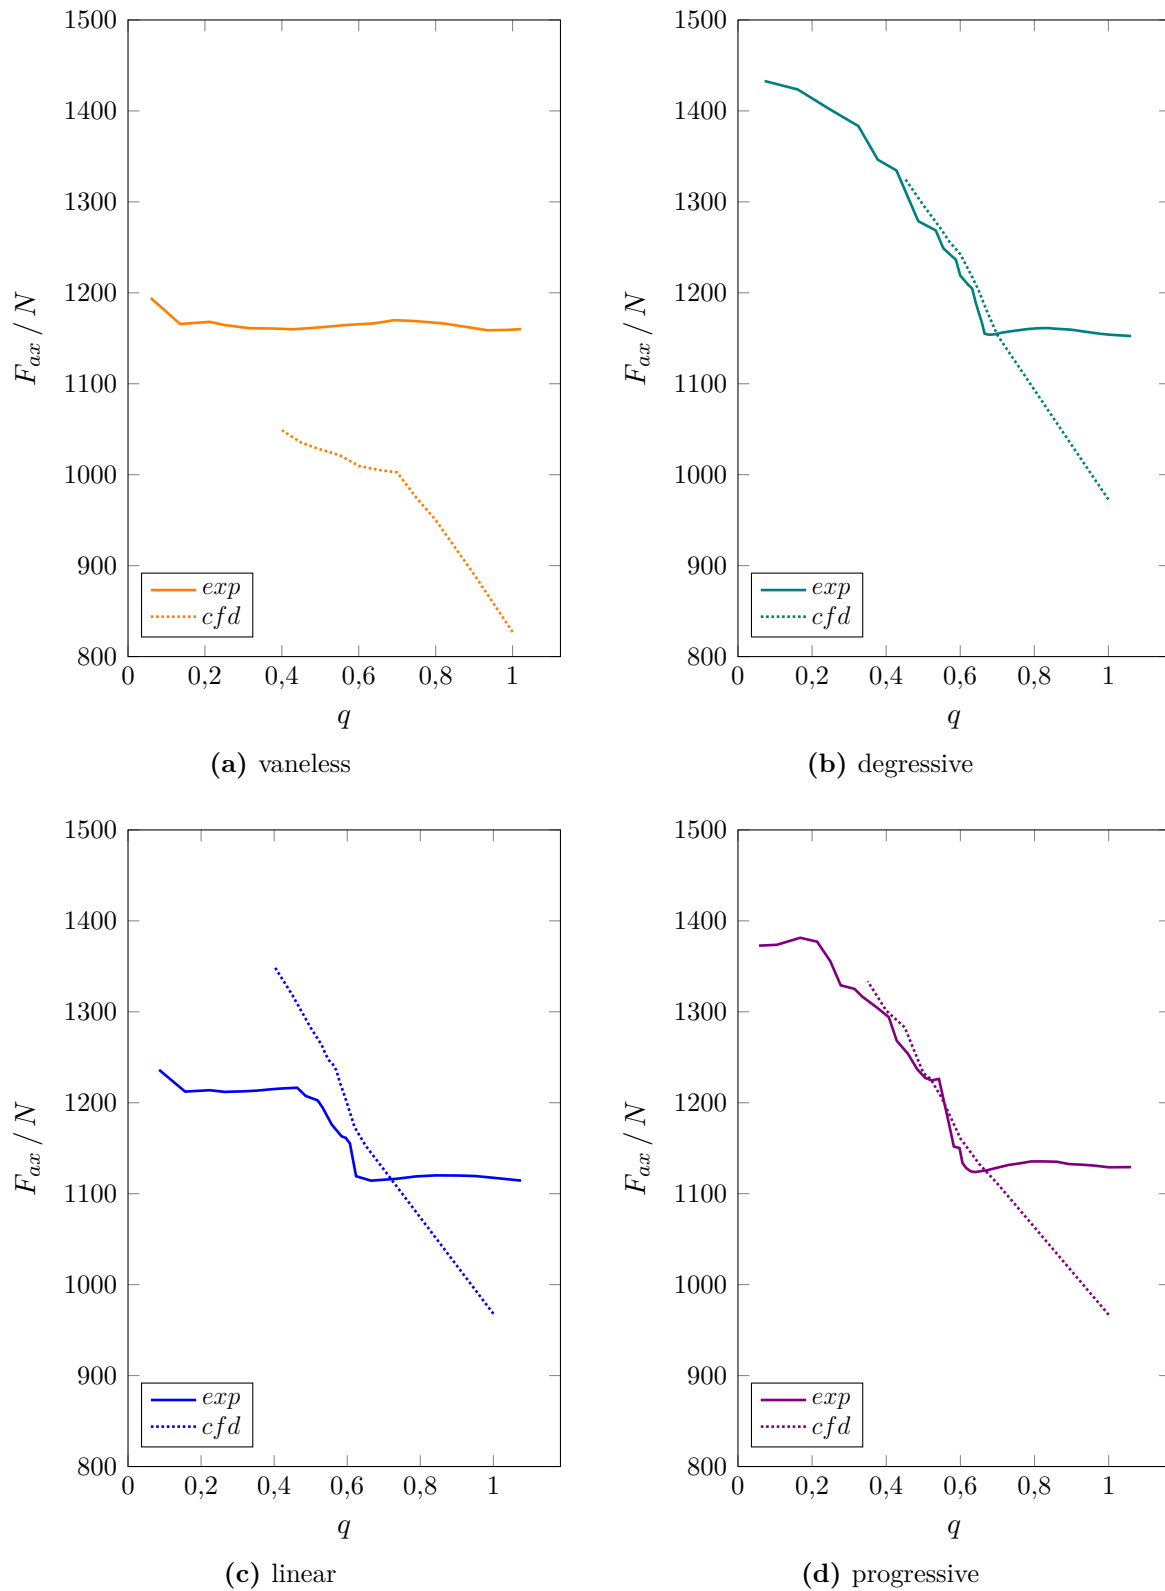 1500
1400
1300
1200
1100
1000
900
800
F_ax / N
exp
cfd
0 0,2 0,4 0,6 0,8 1
q
(a) vaneless
1500
1400
1300
1200
1100
1000
900
800
F_ax / N
exp
cfd
0 0,2 0,4 0,6 0,8 1
q
(b) degressive
1500
1400
1300
1200
1100
1000
900
800
F_ax / N
exp
cfd
0 0,2 0,4 0,6 0,8 1
q
(c) linear
1500
1400
1300
1200
1100
1000
900
800
F_ax / N
exp
cfd
0 0,2 0,4 0,6 0,8 1
q
(d) progressive